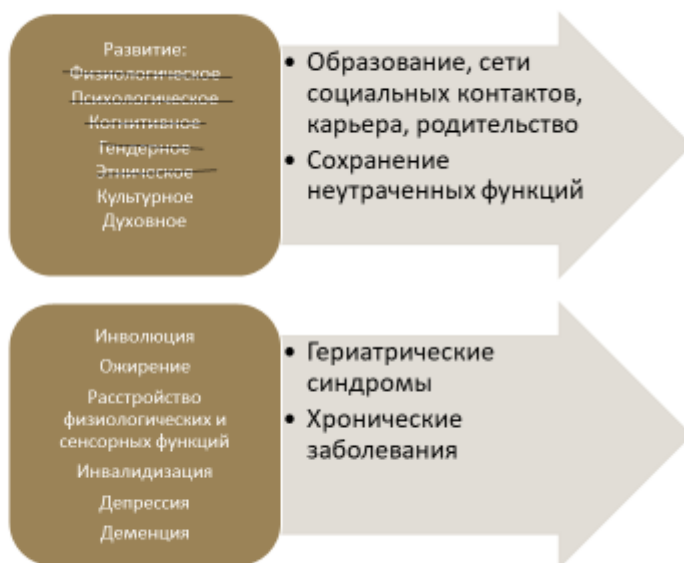 Развитие:
Физиологическое
Психологическое
Когнитивное
Гендерное
Этническое
Культурное
Духовное
• Образование, сети
социальных контактов,
карьера, родительство
• Сохранение
неутраченных функций
Инволюция
Ожирение
Расстройство
физиологических и
сенсорных функций
Инвалидизация
Депрессия
Деменция
• Гериатрические
синдромы
• Хронические
заболевания